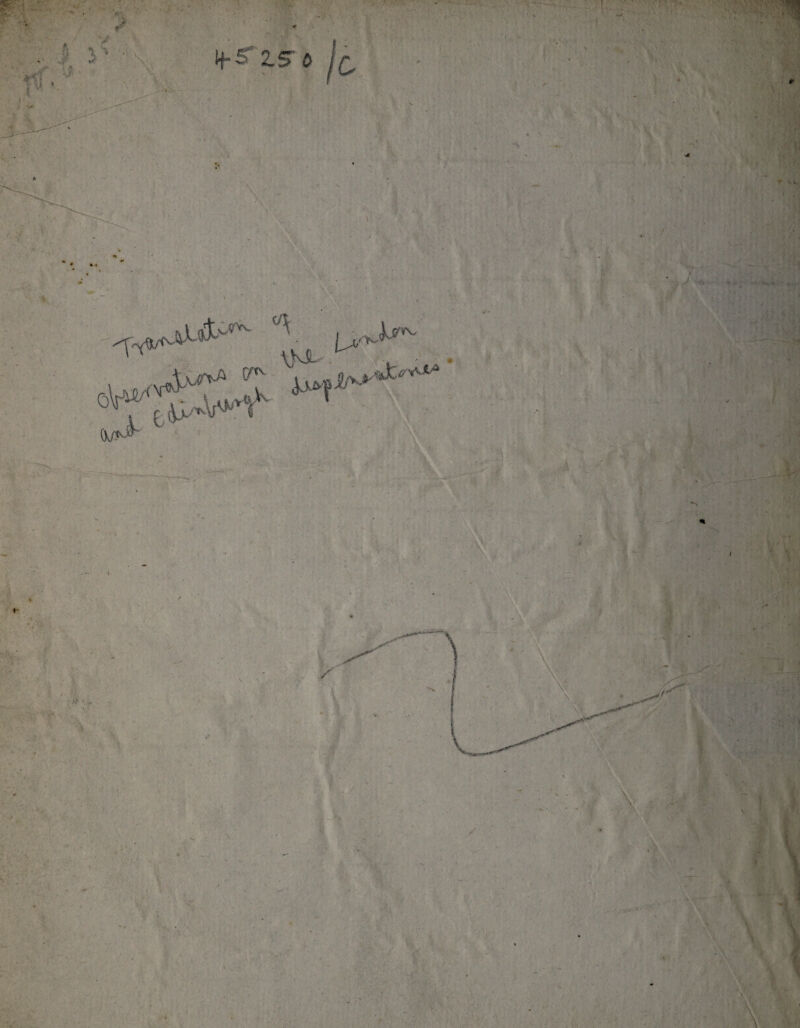 45250/c
Translation of
observations on the London
and Edinburgh dispensatories